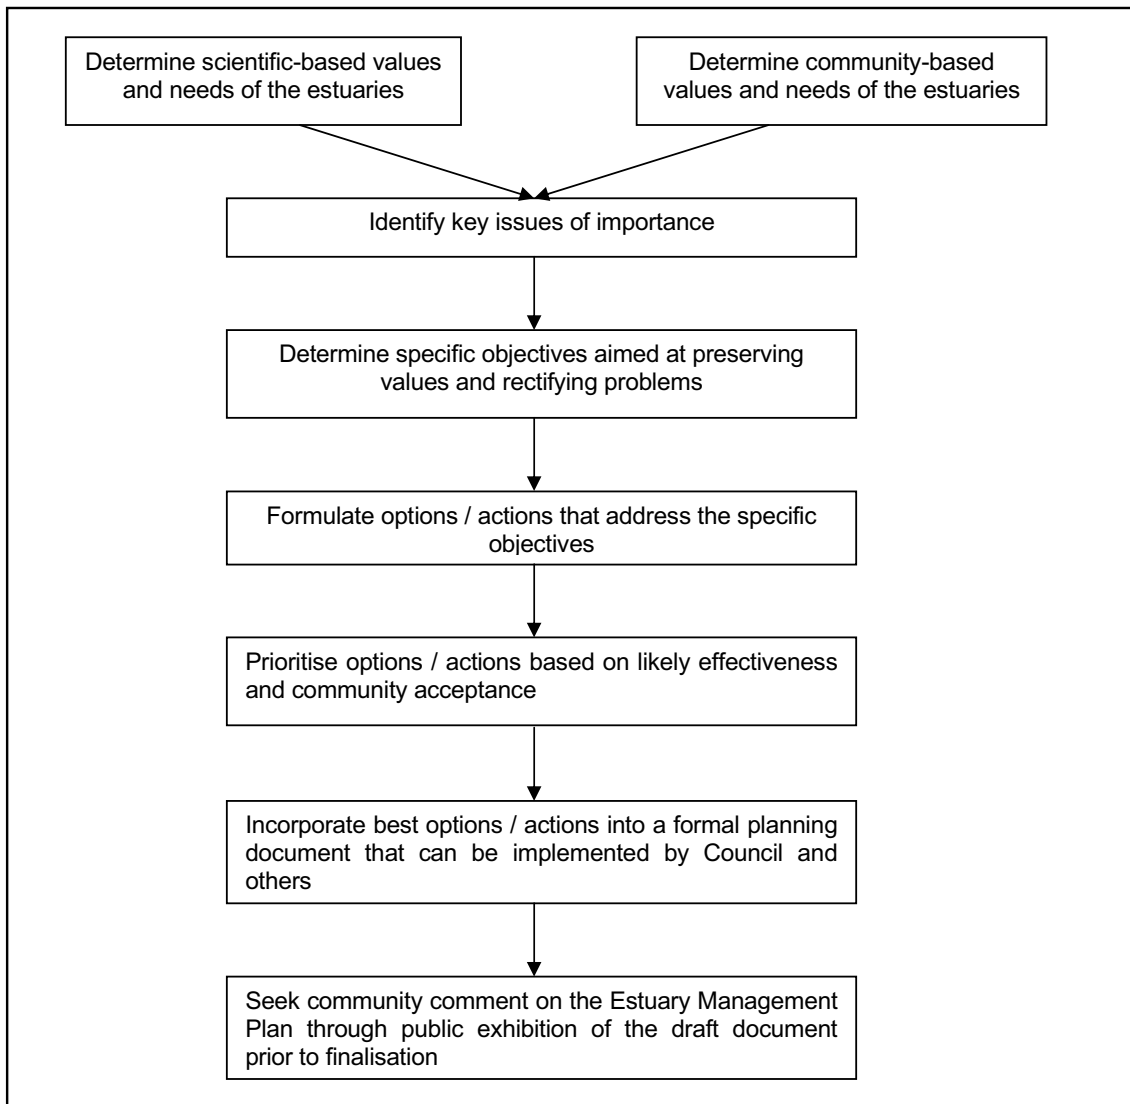 Determine scientific-based values
and needs of the estuaries
Determine community-based
values and needs of the estuaries
Identify key issues of importance
Determine specific objectives aimed at preserving
values and rectifying problems
Formulate options / actions that address the specific
objectives
Prioritise options / actions based on likely effectiveness
and community acceptance
Incorporate best options / actions into a formal planning
document that can be implemented by Council and
others
Seek community comment on the Estuary Management
Plan through public exhibition of the draft document
prior to finalisation